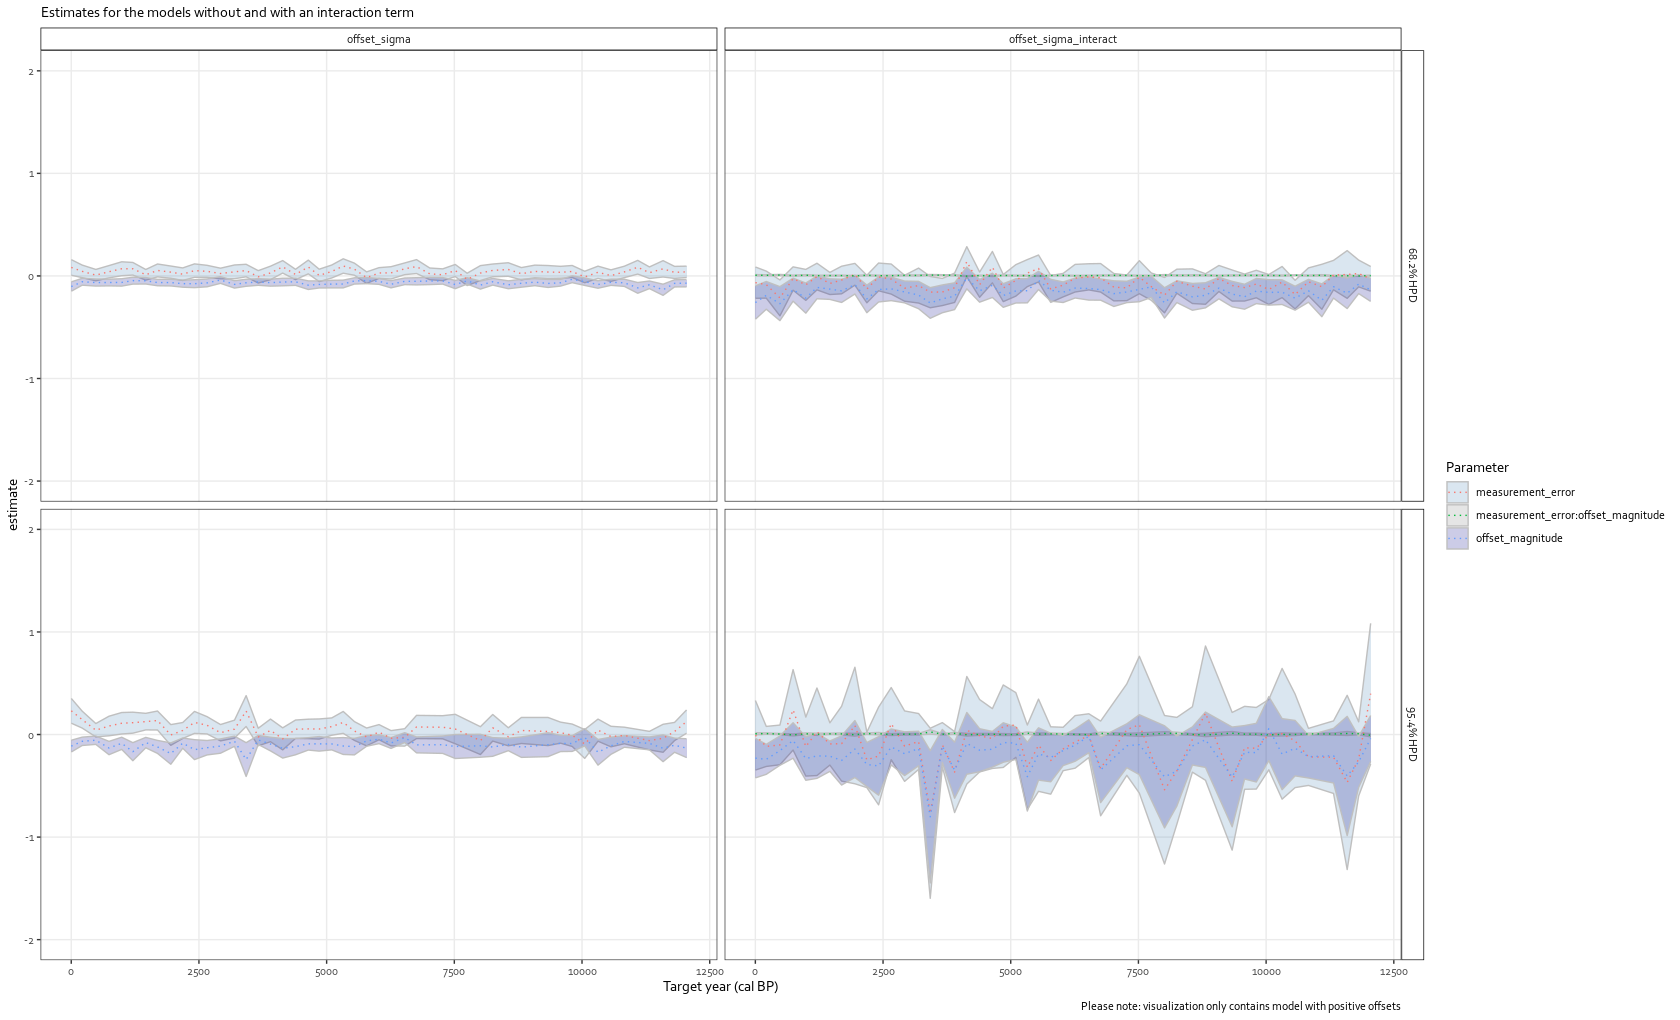 Estimates for the models without and with an interaction term
offset_sigma
offset_sigma_interact
2
1
0
-1
-2
68.2%HPD
estimate
2
1
0
-1
-2
95.4%HPD
0
2500
5000
7500
10000
12500
0
2500
5000
7500
10000
12500
Target year (cal BP)
Parameter
measurement_error
measurement_error:offset_magnitude
offset_magnitude
Please note: visualization only contains model with positive offsets